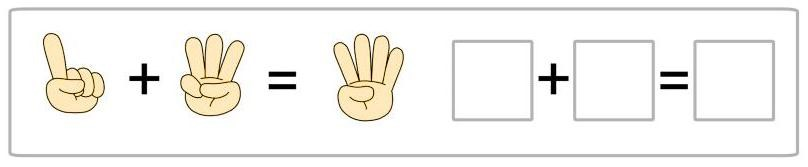 + = + =